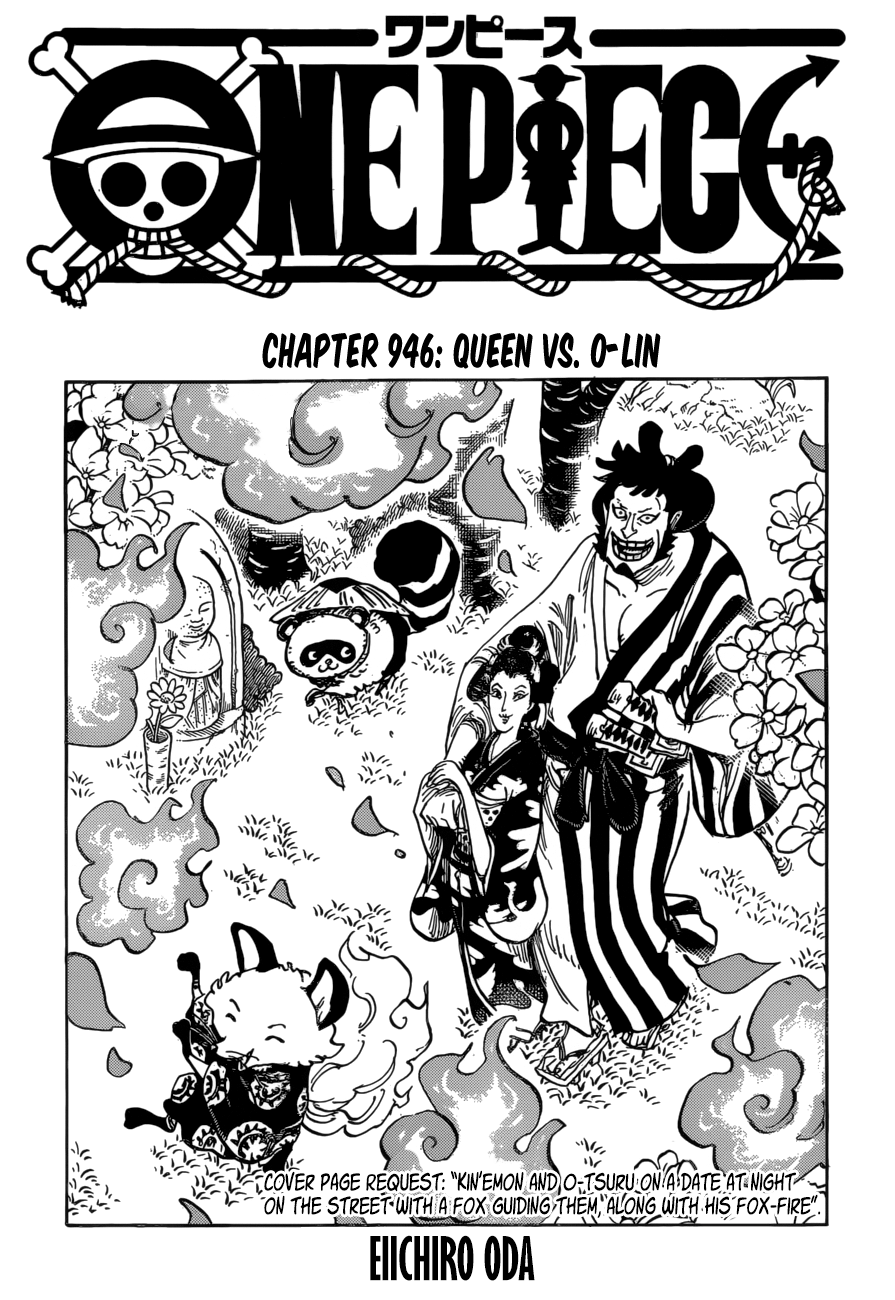 ワンピース
ONE PIECE
CHAPTER 946: QUEEN VS. O-LIN
COVER PAGE REQUEST: "KIN'EMON AND O-TSURU ON A DATE AT NIGHT
ON THE STREET WITH A FOX GUIDING THEM, ALONG WITH HIS FOX-FIRE".
EIICHIRO ODA